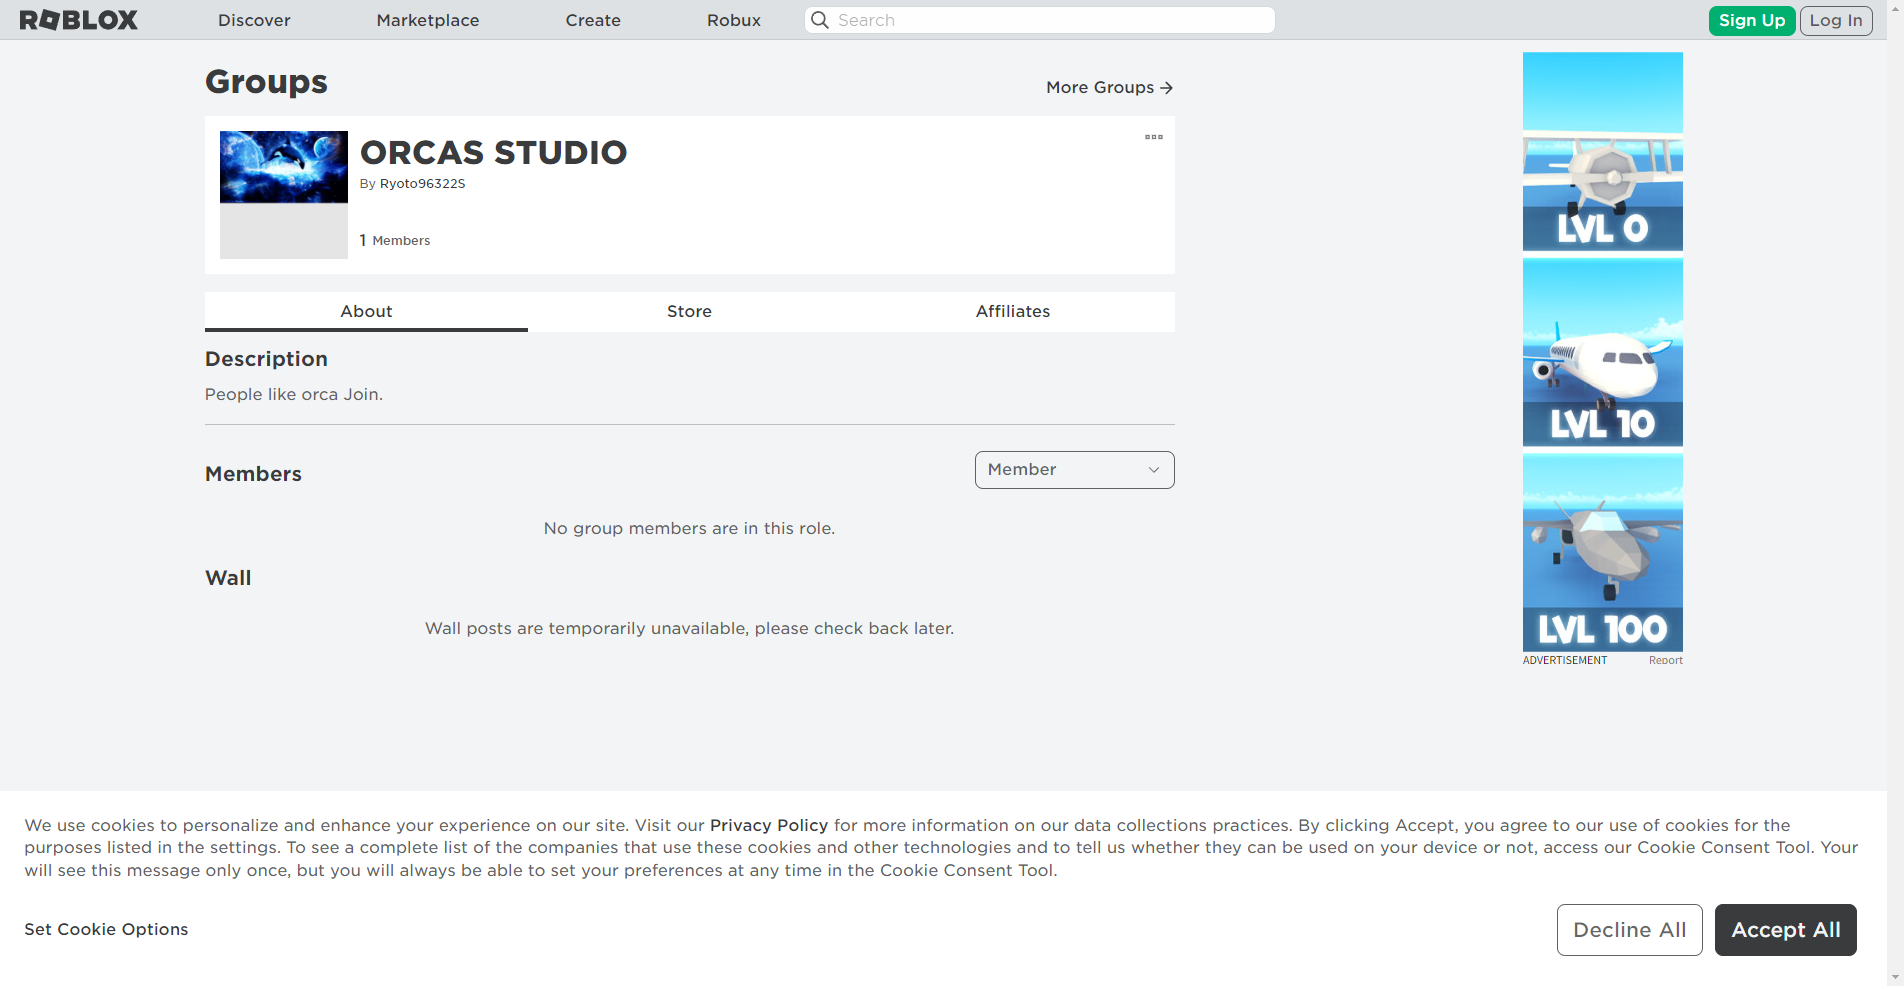 ROBLOX Discover Marketplace Create Robux Search Sign Up Log In
Groups
More Groups
ORCAS STUDIO
By Ryoto96322S
1 Members
About Store Affiliates
Description
People like orca Join.
Members
Member
No group members are in this role.
Wall
Wall posts are temporarily unavailable, please check back later.
LVL 0
LVL 10
LVL 100
ADVERTISEMENT Report
We use cookies to personalize and enhance your experience on our site. Visit our Privacy Policy for more information on our data collections practices. By clicking Accept, you agree to our use of cookies for the
purposes listed in the settings. To see a complete list of the companies that use these cookies and other technologies and to tell us whether they can be used on your device or not, access our Cookie Consent Tool. Your
will see this message only once, but you will always be able to set your preferences at any time in the Cookie Consent Tool.
Set Cookie Options
Decline All
Accept All